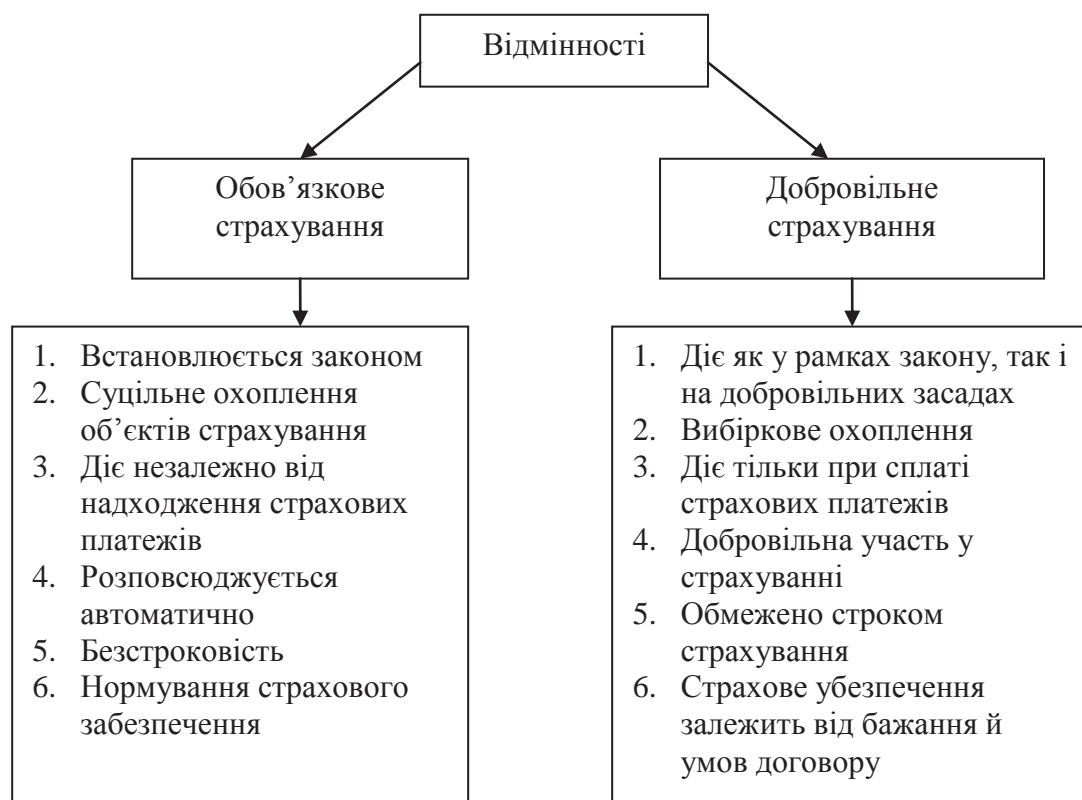 Відмінності
Обов’язкове
страхування
Добровільне
страхування
1. Встановлюється законом
2. Суцільне охоплення
об’єктів страхування
3. Діє незалежно від
надходження страхових
платежів
4. Розповсюджується
автоматично
5. Безстроковість
6. Нормування страхового
забезпечення
1. Діє як у рамках закону, так і
на добровільних засадах
2. Вибіркове охоплення
3. Діє тільки при сплаті
страхових платежів
4. Добровільна участь у
страхуванні
5. Обмежено строком
страхування
6. Страхове убезпечення
залежить від бажання й
умов договору